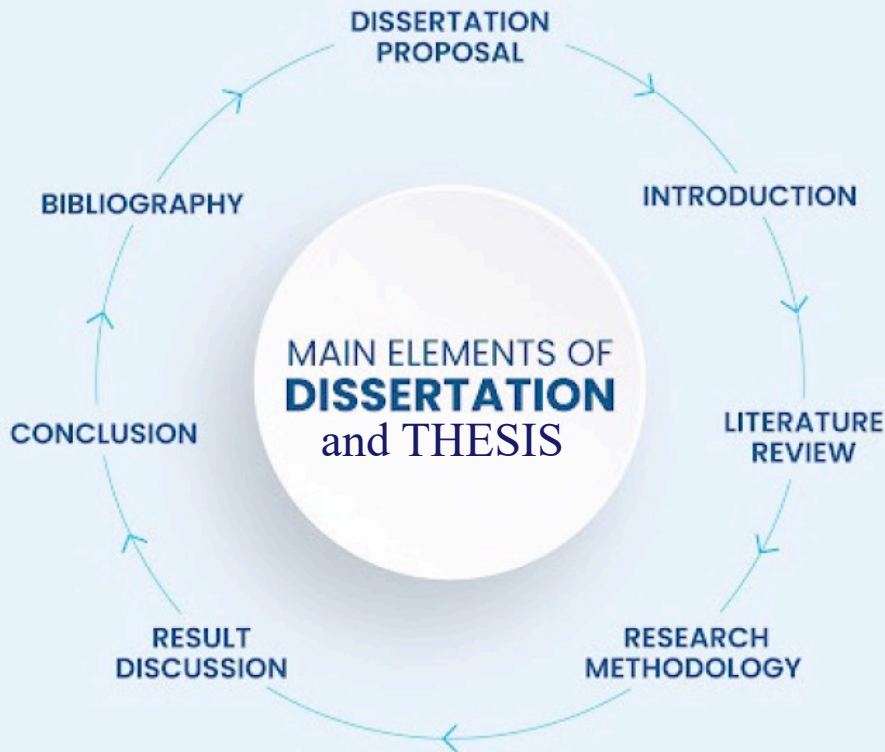 DISSERTATION
PROPOSAL
INTRODUCTION
LITERATURE
REVIEW
RESEARCH
METHODOLOGY
RESULT
DISCUSSION
CONCLUSION
BIBLIOGRAPHY
MAIN ELEMENTS OF
DISSERTATION
and THESIS